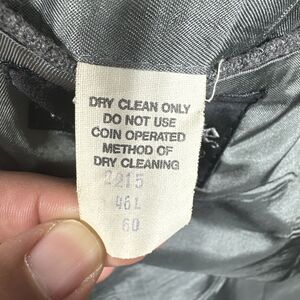 DRY CLEAN ONLY
DO NOT USE
COIN OPERATED
METHOD OF
DRY CLEANING
2215
46L
60